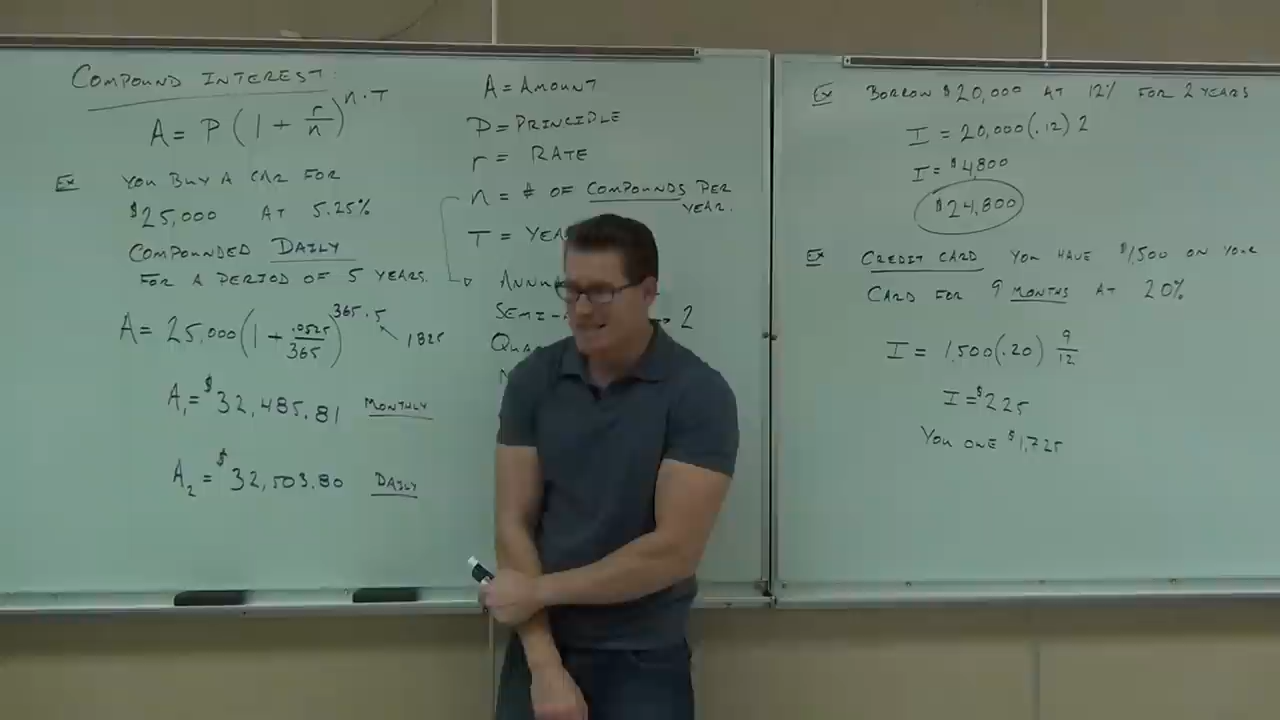 COMPOUND INTEREST:
A = P(1 + r/n)^n·T
Ex YOU BUY A CAR FOR
$25,000 AT 5.25%
COMPOUNDED DAILY
FOR A PERIOD OF 5 YEARS.
A = 25,000(1 + .0525/365)^365·5
1825
A₁ = $32,485.81 MONTHLY
A₂ = $32,503.80 DAILY
A = AMOUNT
P = PRINCIPLE
r = RATE
n = # OF COMPOUNDS PER
YEAR.
T =
2
Ex BORROW $20,000 AT 12% FOR 2 YEARS
I = 20,000(.12)2
I = $4800
$24,800
Ex CREDIT CARD YOU HAVE $1,500 ON YOUR
CARD FOR 9 MONTHS AT 20%
I = 1,500(.20) 9/12
I = $225
YOU OWE $1,725